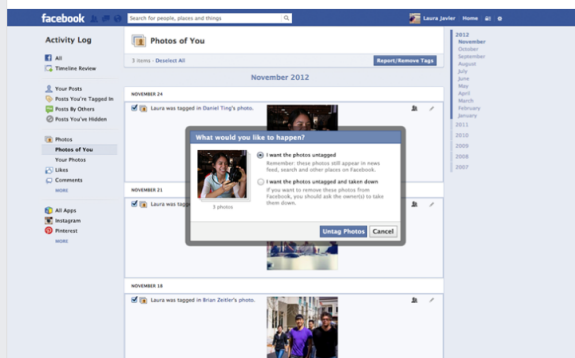 facebook
Search for people, places and things
Laura Javier Home
Activity Log
All
Timeline Review
Your Posts
Posts You're Tagged In
Posts By Others
Posts You've Hidden
Photos
Photos of You
Your Photos
Likes
Comments
MORE
All Apps
Instagram
Pinterest
MORE
Photos of You
3 items · Deselect All
Report/Remove Tags
November 2012
NOVEMBER 24
Laura was tagged in Daniel Ting's photo.
What would you like to happen?
3 photos
I want the photos untagged
Remember: these photos still appear in news
feed, search and other places on Facebook.
I want the photos untagged and taken down
If you want to remove these photos from
Facebook, you should ask the owner(s) to take
them down.
Untag Photos Cancel
NOVEMBER 21
Laura was tagg
NOVEMBER 18
Laura was tagged in Brian Zeitler's photo.
2012
November
October
September
August
July
June
May
April
March
February
January
2011
2010
2009
2008
2007